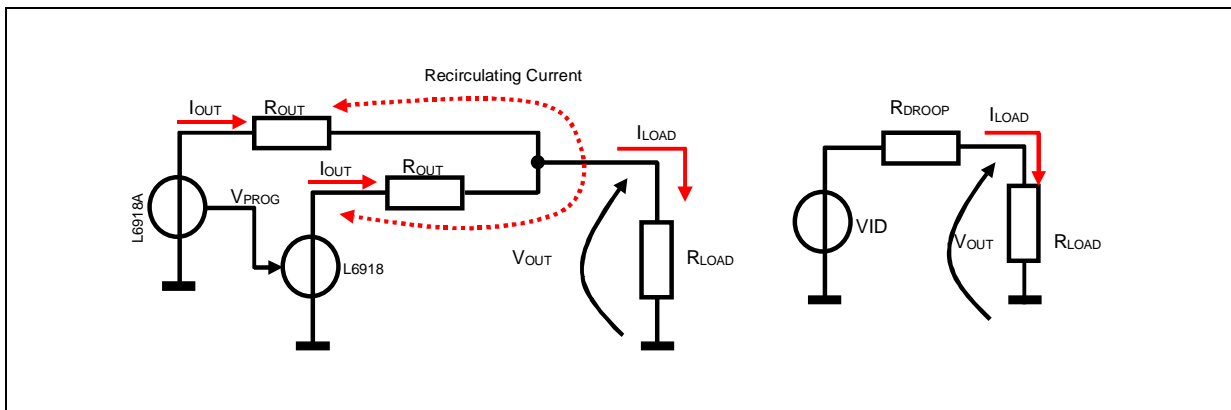 Recirculating Current
IOUT
ROUT
RDROOP
ILOAD
ILOAD
IOUT
ROUT
L6918A
VPROG
VID
VOUT
RLOAD
L6918
VOUT
RLOAD